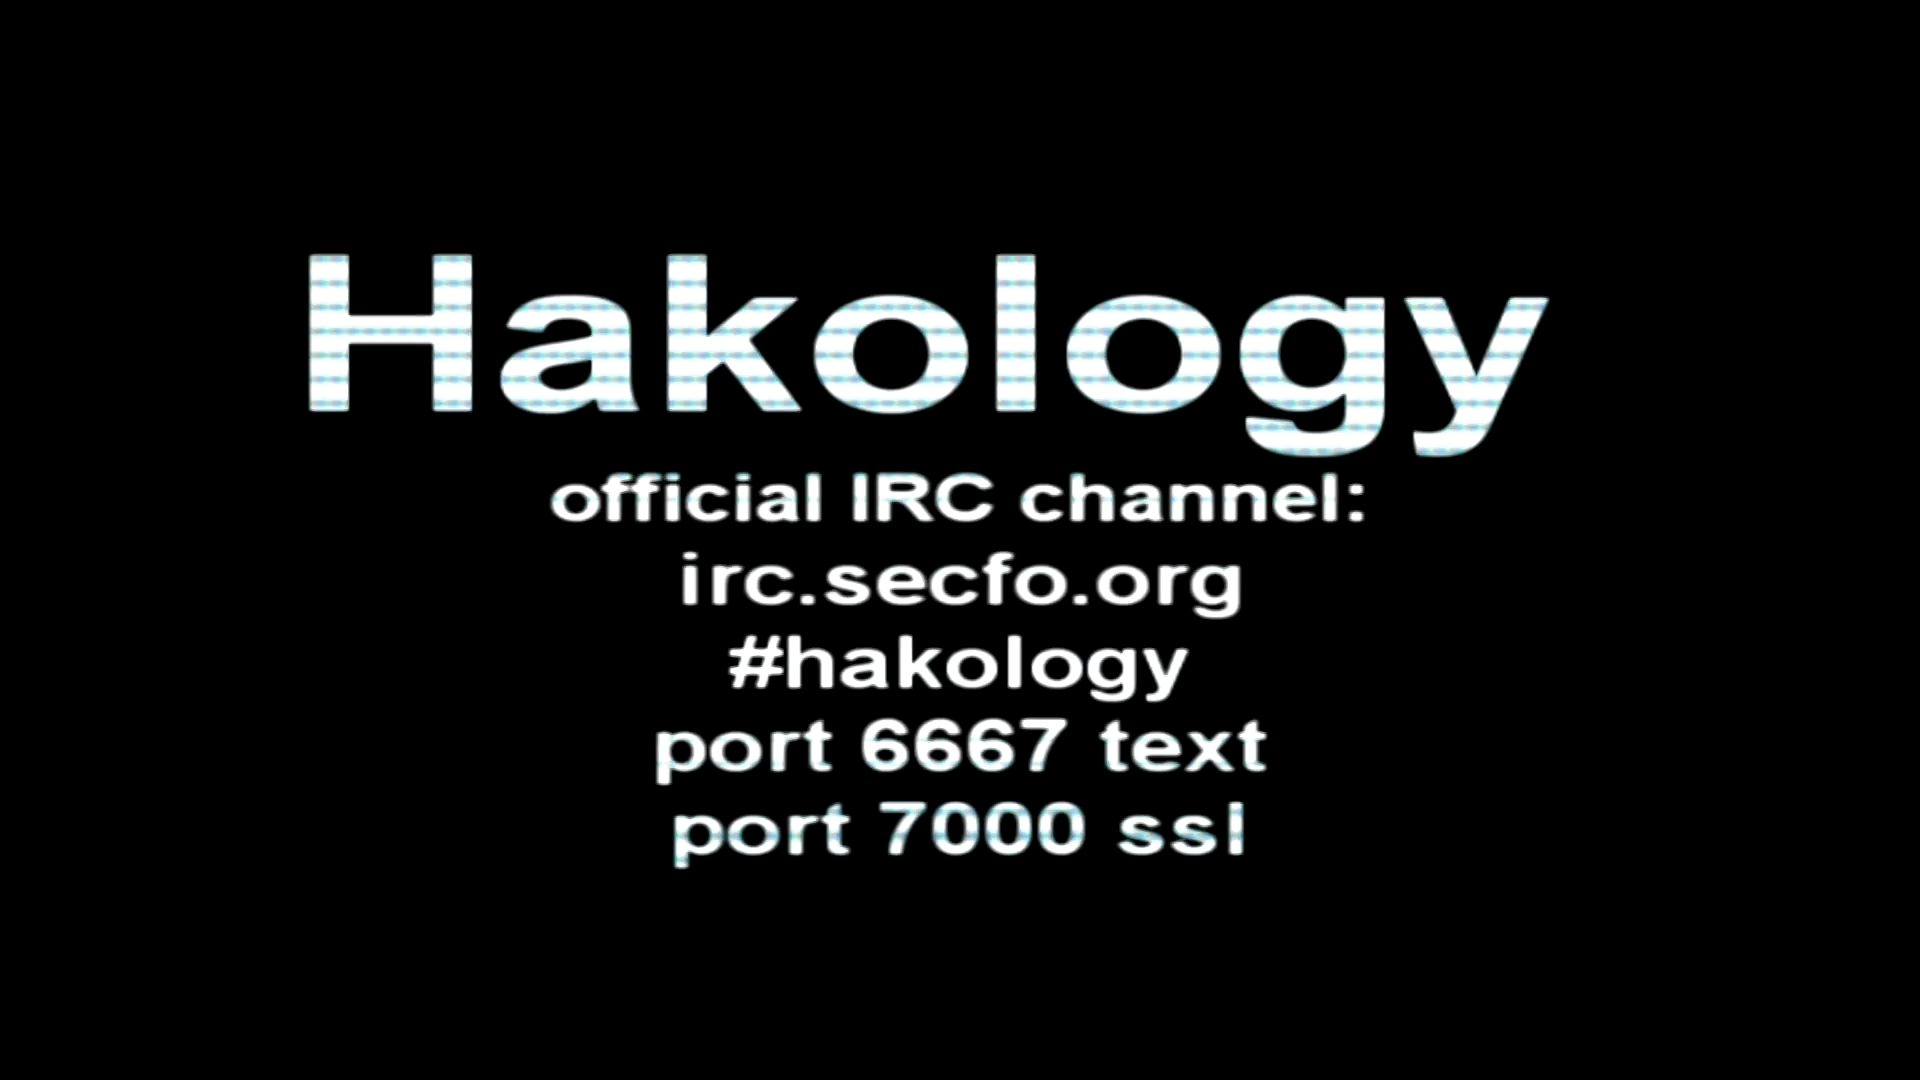 Hakology
official IRC channel:
irc.secfo.org
#hakology
port 6667 text
port 7000 ssl